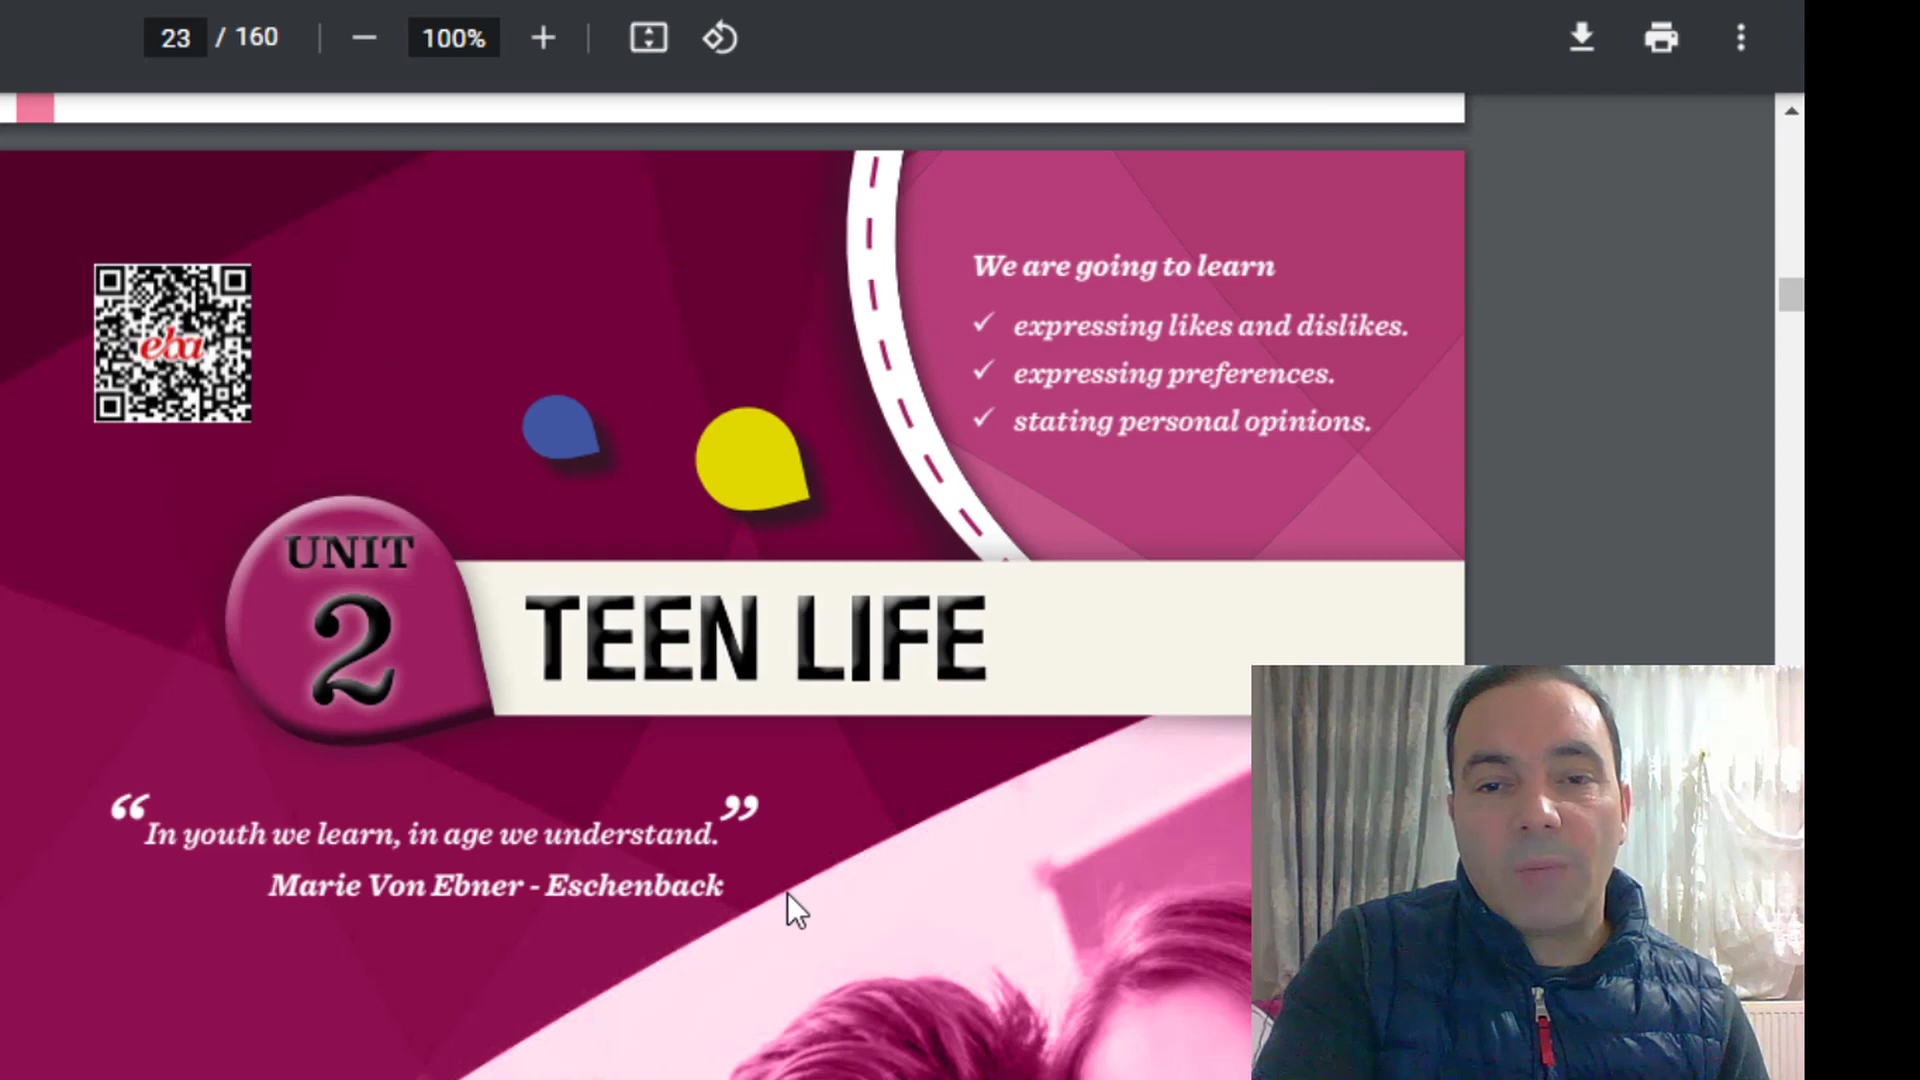 23 / 160
100%
We are going to learn
✓ expressing likes and dislikes.
✓ expressing preferences.
✓ stating personal opinions.
eba
UNIT
2
TEEN LIFE
“In youth we learn, in age we understand.”
Marie Von Ebner - Eschenback